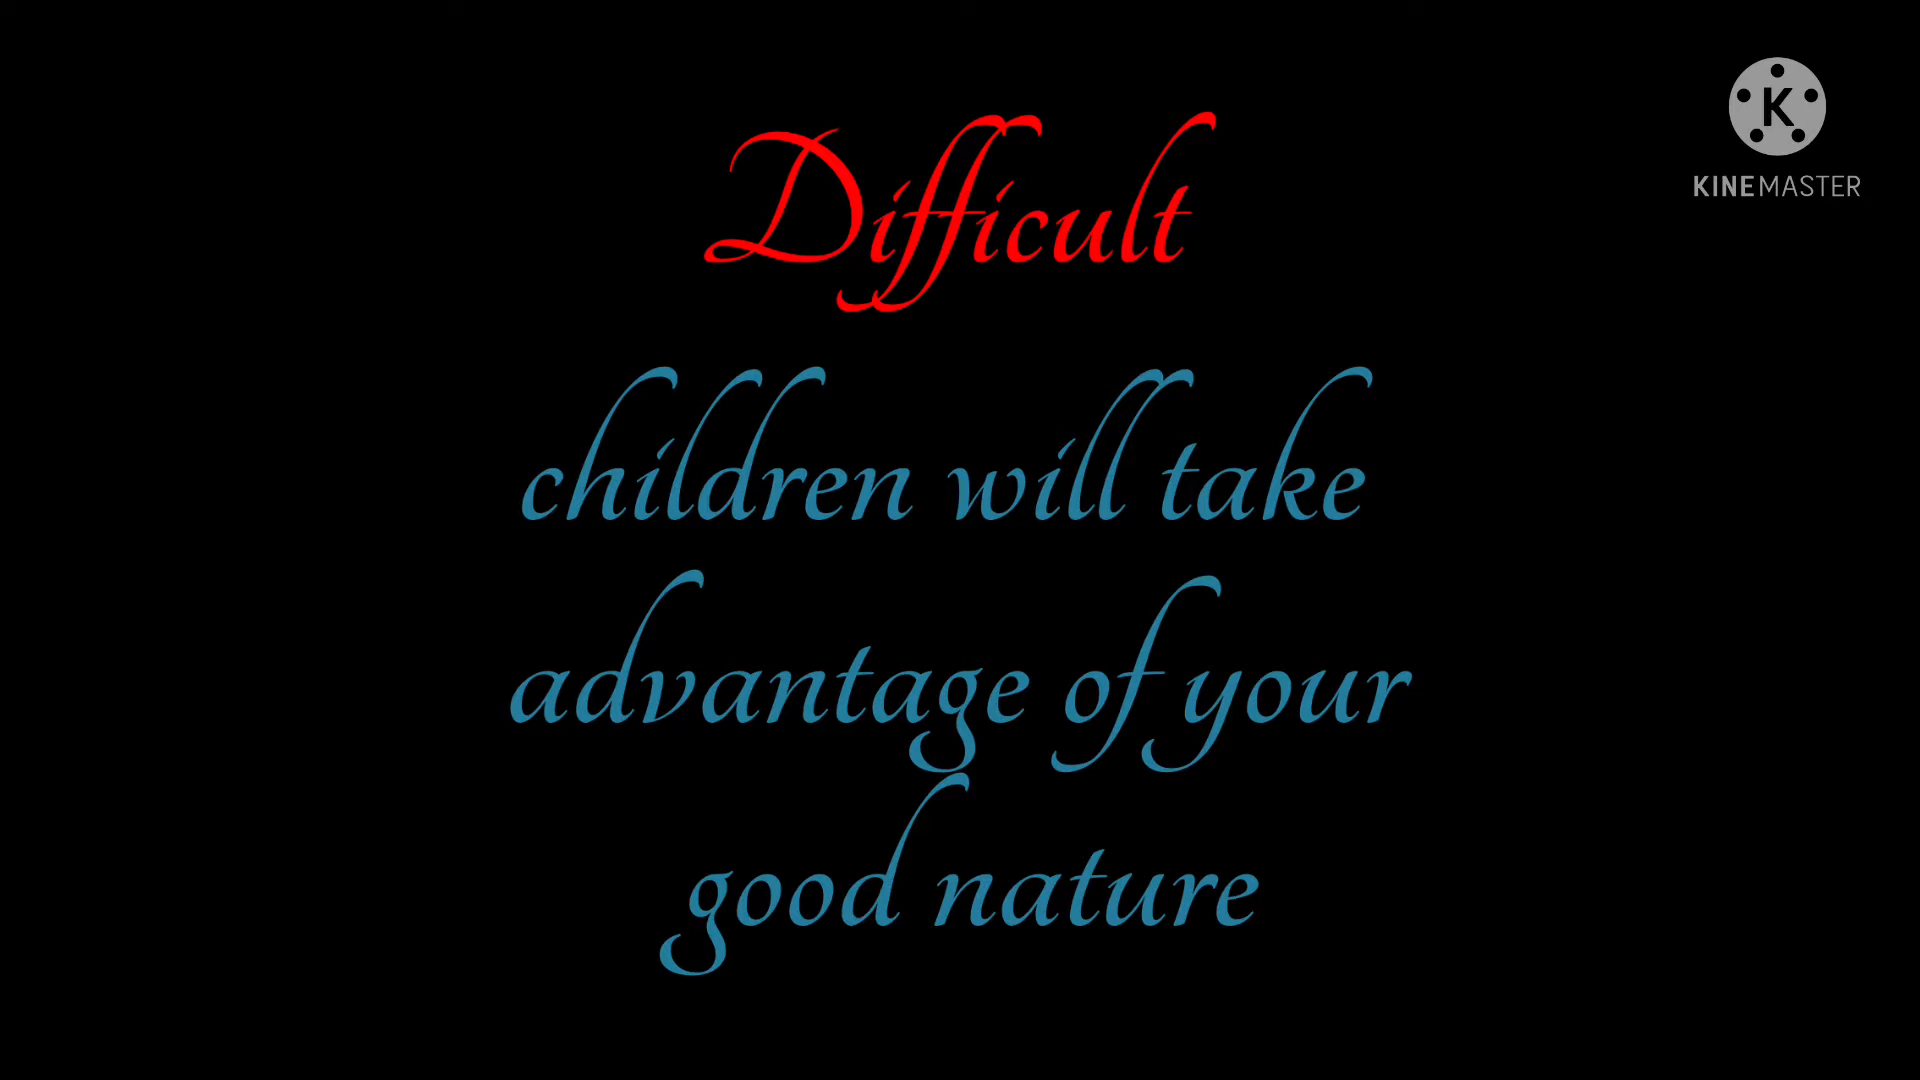 Difficult
K
KINEMASTER
children will take
advantage of your
good nature